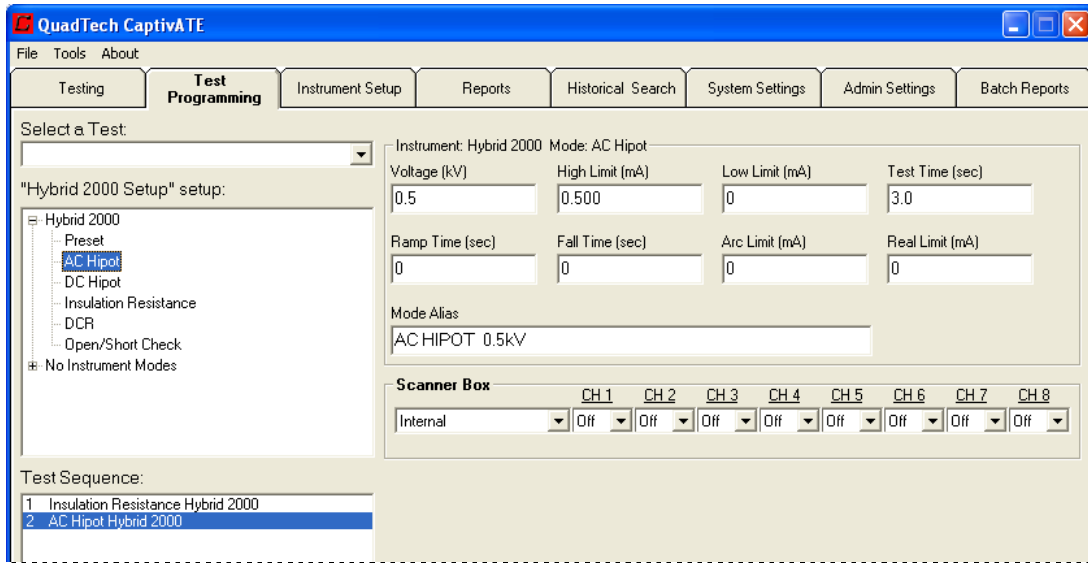 QuadTech CaptivATE
File Tools About
Testing
Test Programming
Instrument Setup
Reports
Historical Search
System Settings
Admin Settings
Batch Reports
Select a Test:
"Hybrid 2000 Setup" setup:
Hybrid 2000
Preset
AC Hipot
DC Hipot
Insulation Resistance
DCR
Open/Short Check
No Instrument Modes
Test Sequence:
1 Insulation Resistance Hybrid 2000
2 AC Hipot Hybrid 2000
Instrument: Hybrid 2000 Mode: AC Hipot
Voltage (kV) High Limit (mA) Low Limit (mA) Test Time (sec)
0.5 0.500 0 3.0
Ramp Time (sec) Fall Time (sec) Arc Limit (mA) Real Limit (mA)
0 0 0 0
Mode Alias
AC HIPOT 0.5kV
Scanner Box
CH 1 CH 2 CH 3 CH 4 CH 5 CH 6 CH 7 CH 8
Internal Off Off Off Off Off Off Off Off